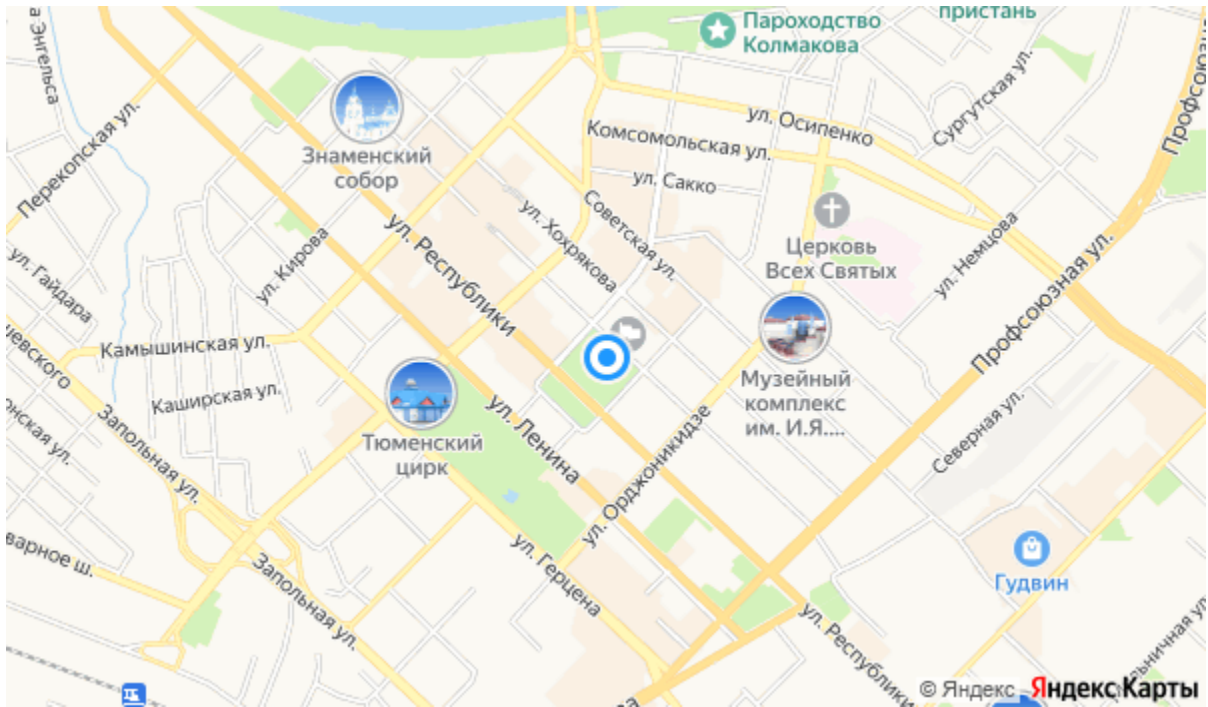 Пароходство
Колмакова
пристань
а Энгельса
Перекопская ул.
Знаменский
собор
ул. Осипенко
Комсомольская ул.
ул. Сакко
Сургутская ул.
Профсоюзная ул.
ул. Гайдара
ул. Кирова
ул. Республики
ул. Хохрякова
Советская ул.
Церковь
Всех Святых
ул. Немцова
Камышинская ул.
Каширская ул.
Запольная ул.
Тюменский
цирк
ул. Ленина
Музейный
комплекс
им. И.Я....
ул. Орджоникидзе
Северная ул.
ул. Герцена
Запольная ул.
Гудвин
ул. Республики
© Яндекс Яндекс Карты